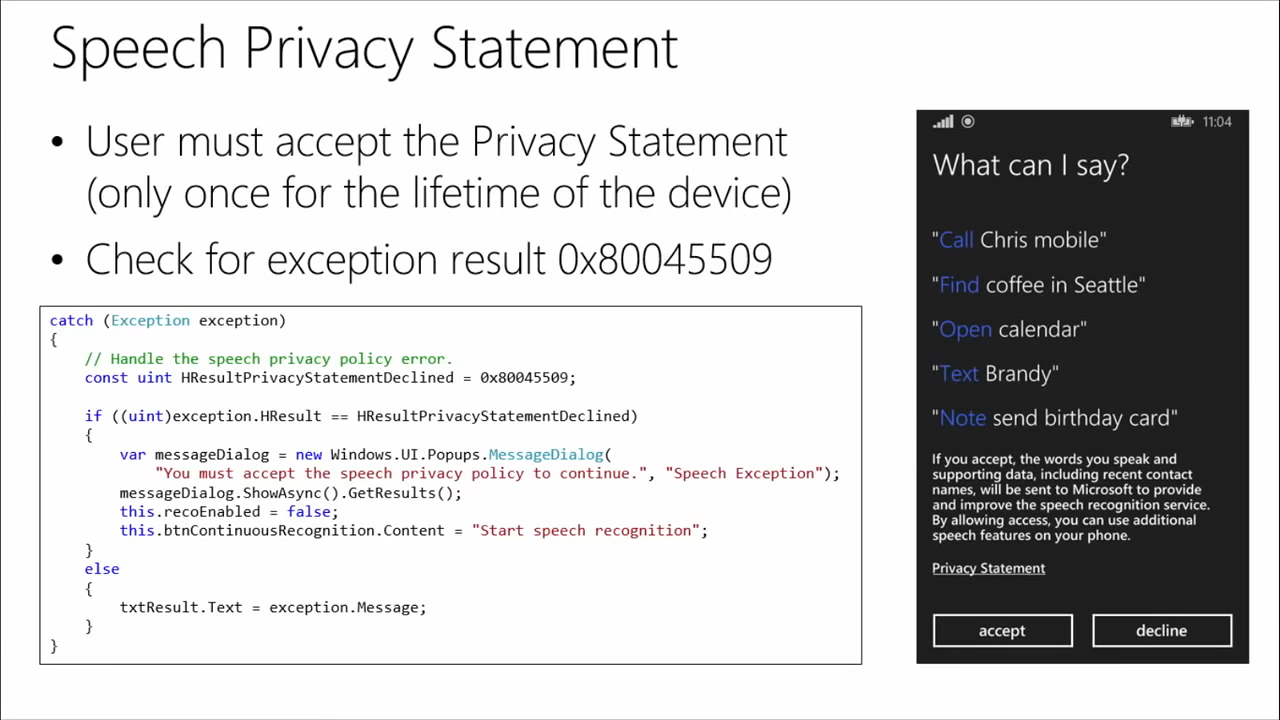 Speech Privacy Statement
• User must accept the Privacy Statement
(only once for the lifetime of the device)
• Check for exception result 0x80045509
catch (Exception exception)
{
    // Handle the speech privacy policy error.
    const uint HResultPrivacyStatementDeclined = 0x80045509;

    if ((uint)exception.HResult == HResultPrivacyStatementDeclined)
    {
        var messageDialog = new Windows.UI.Popups.MessageDialog(
            "You must accept the speech privacy policy to continue.", "Speech Exception");
        messageDialog.ShowAsync().GetResults();
        this.recoEnabled = false;
        this.btnContinuousRecognition.Content = "Start speech recognition";
    }
    else
    {
        txtResult.Text = exception.Message;
    }
}
11:04
What can I say?
"Call Chris mobile"
"Find coffee in Seattle"
"Open calendar"
"Text Brandy"
"Note send birthday card"
If you accept, the words you speak and
supporting data, including recent contact
names, will be sent to Microsoft to provide
and improve the speech recognition service.
By allowing access, you can use additional
speech features on your phone.
Privacy Statement
accept
decline